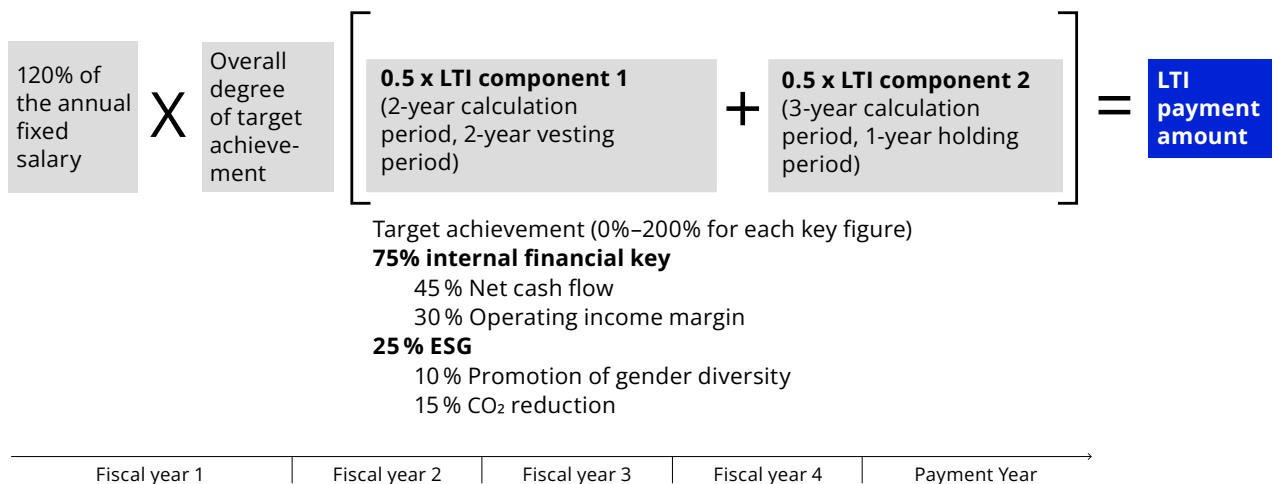 120% of
the annual
fixed
salary
X
Overall
degree
of target
achieve-
ment
0.5 x LTI component 1
(2-year calculation
period, 2-year vesting
period)
+
0.5 x LTI component 2
(3-year calculation
period, 1-year holding
period)
=
LTI
payment
amount
Target achievement (0%–200% for each key figure)
75% internal financial key
45 % Net cash flow
30 % Operating income margin
25 % ESG
10 % Promotion of gender diversity
15 % CO₂ reduction
Fiscal year 1
Fiscal year 2
Fiscal year 3
Fiscal year 4
Payment Year